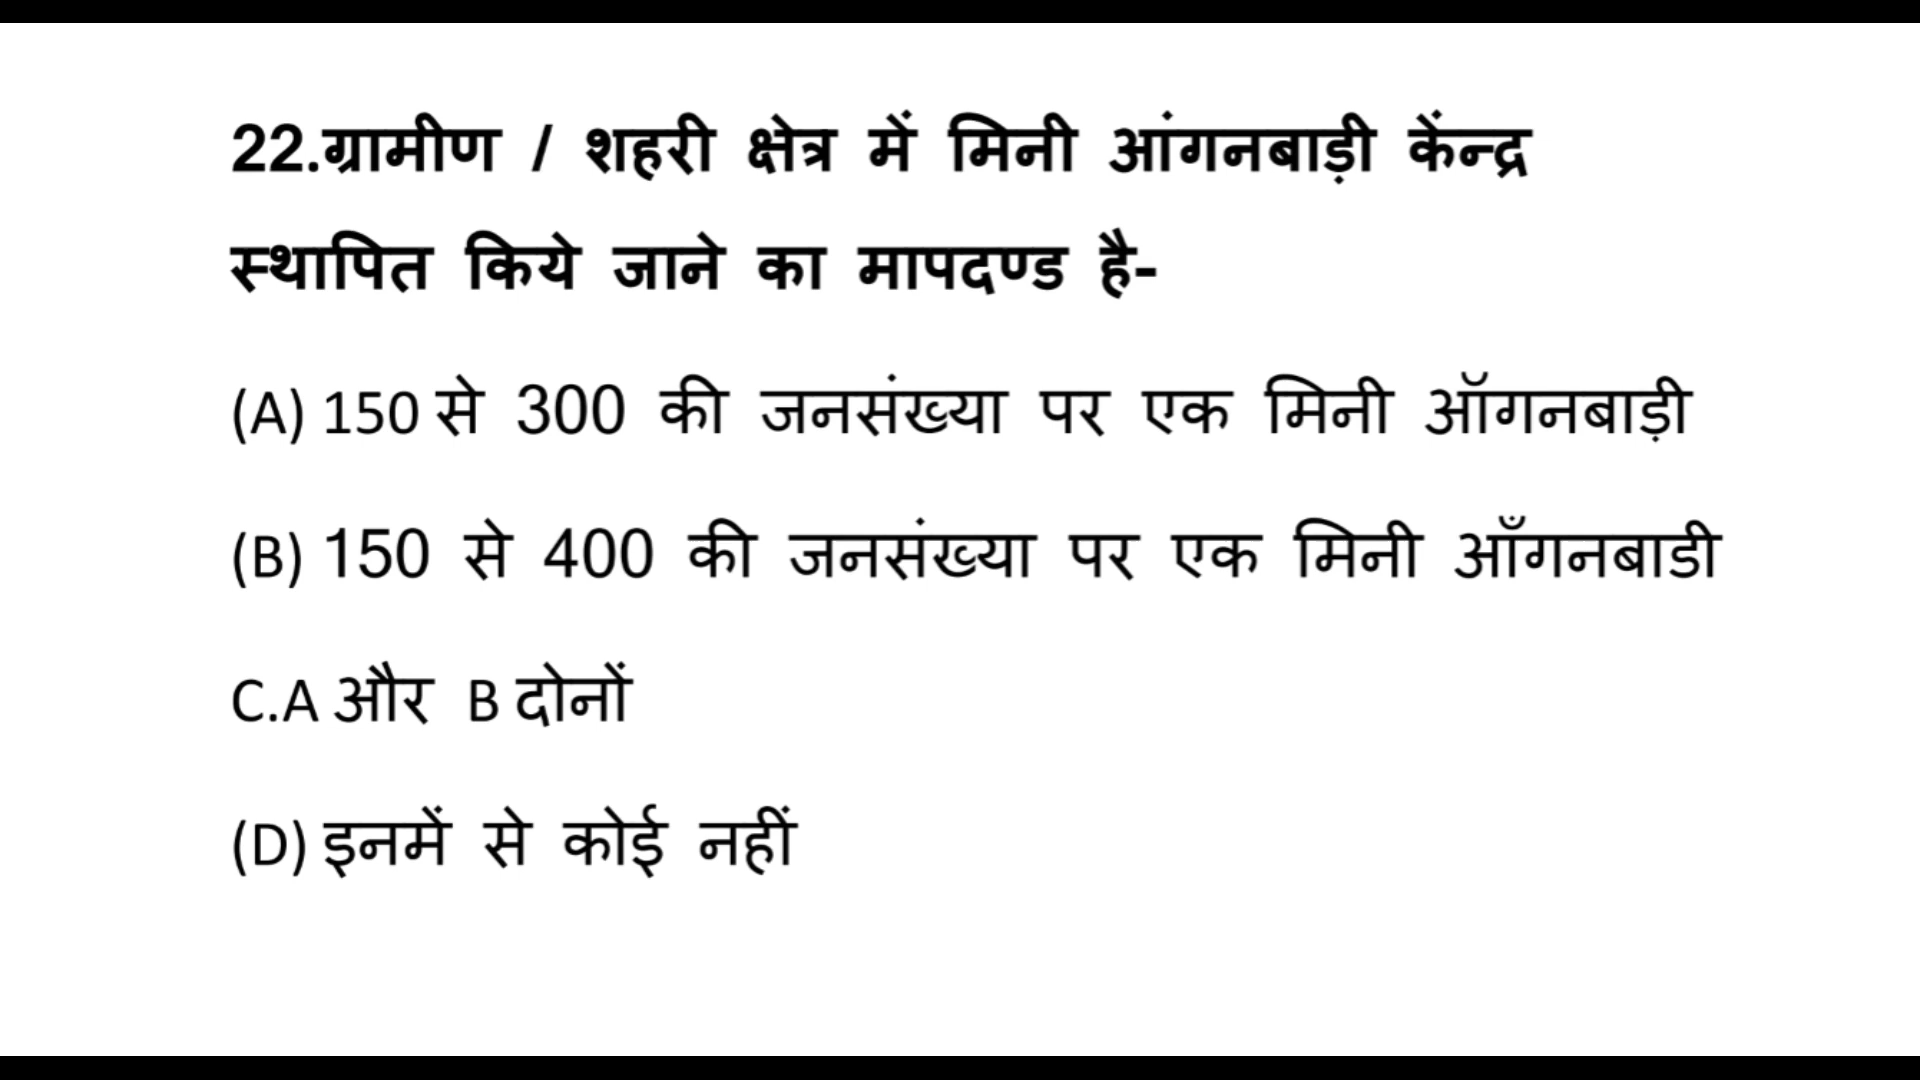 22.ग्रामीण / शहरी क्षेत्र में मिनी आंगनबाड़ी केंन्द्र
स्थापित किये जाने का मापदण्ड है-
(A) 150 से 300 की जनसंख्या पर एक मिनी ऑगनबाड़ी
(B) 150 से 400 की जनसंख्या पर एक मिनी ऑंगनबाडी
C.A और B दोनों
(D) इनमें से कोई नहीं